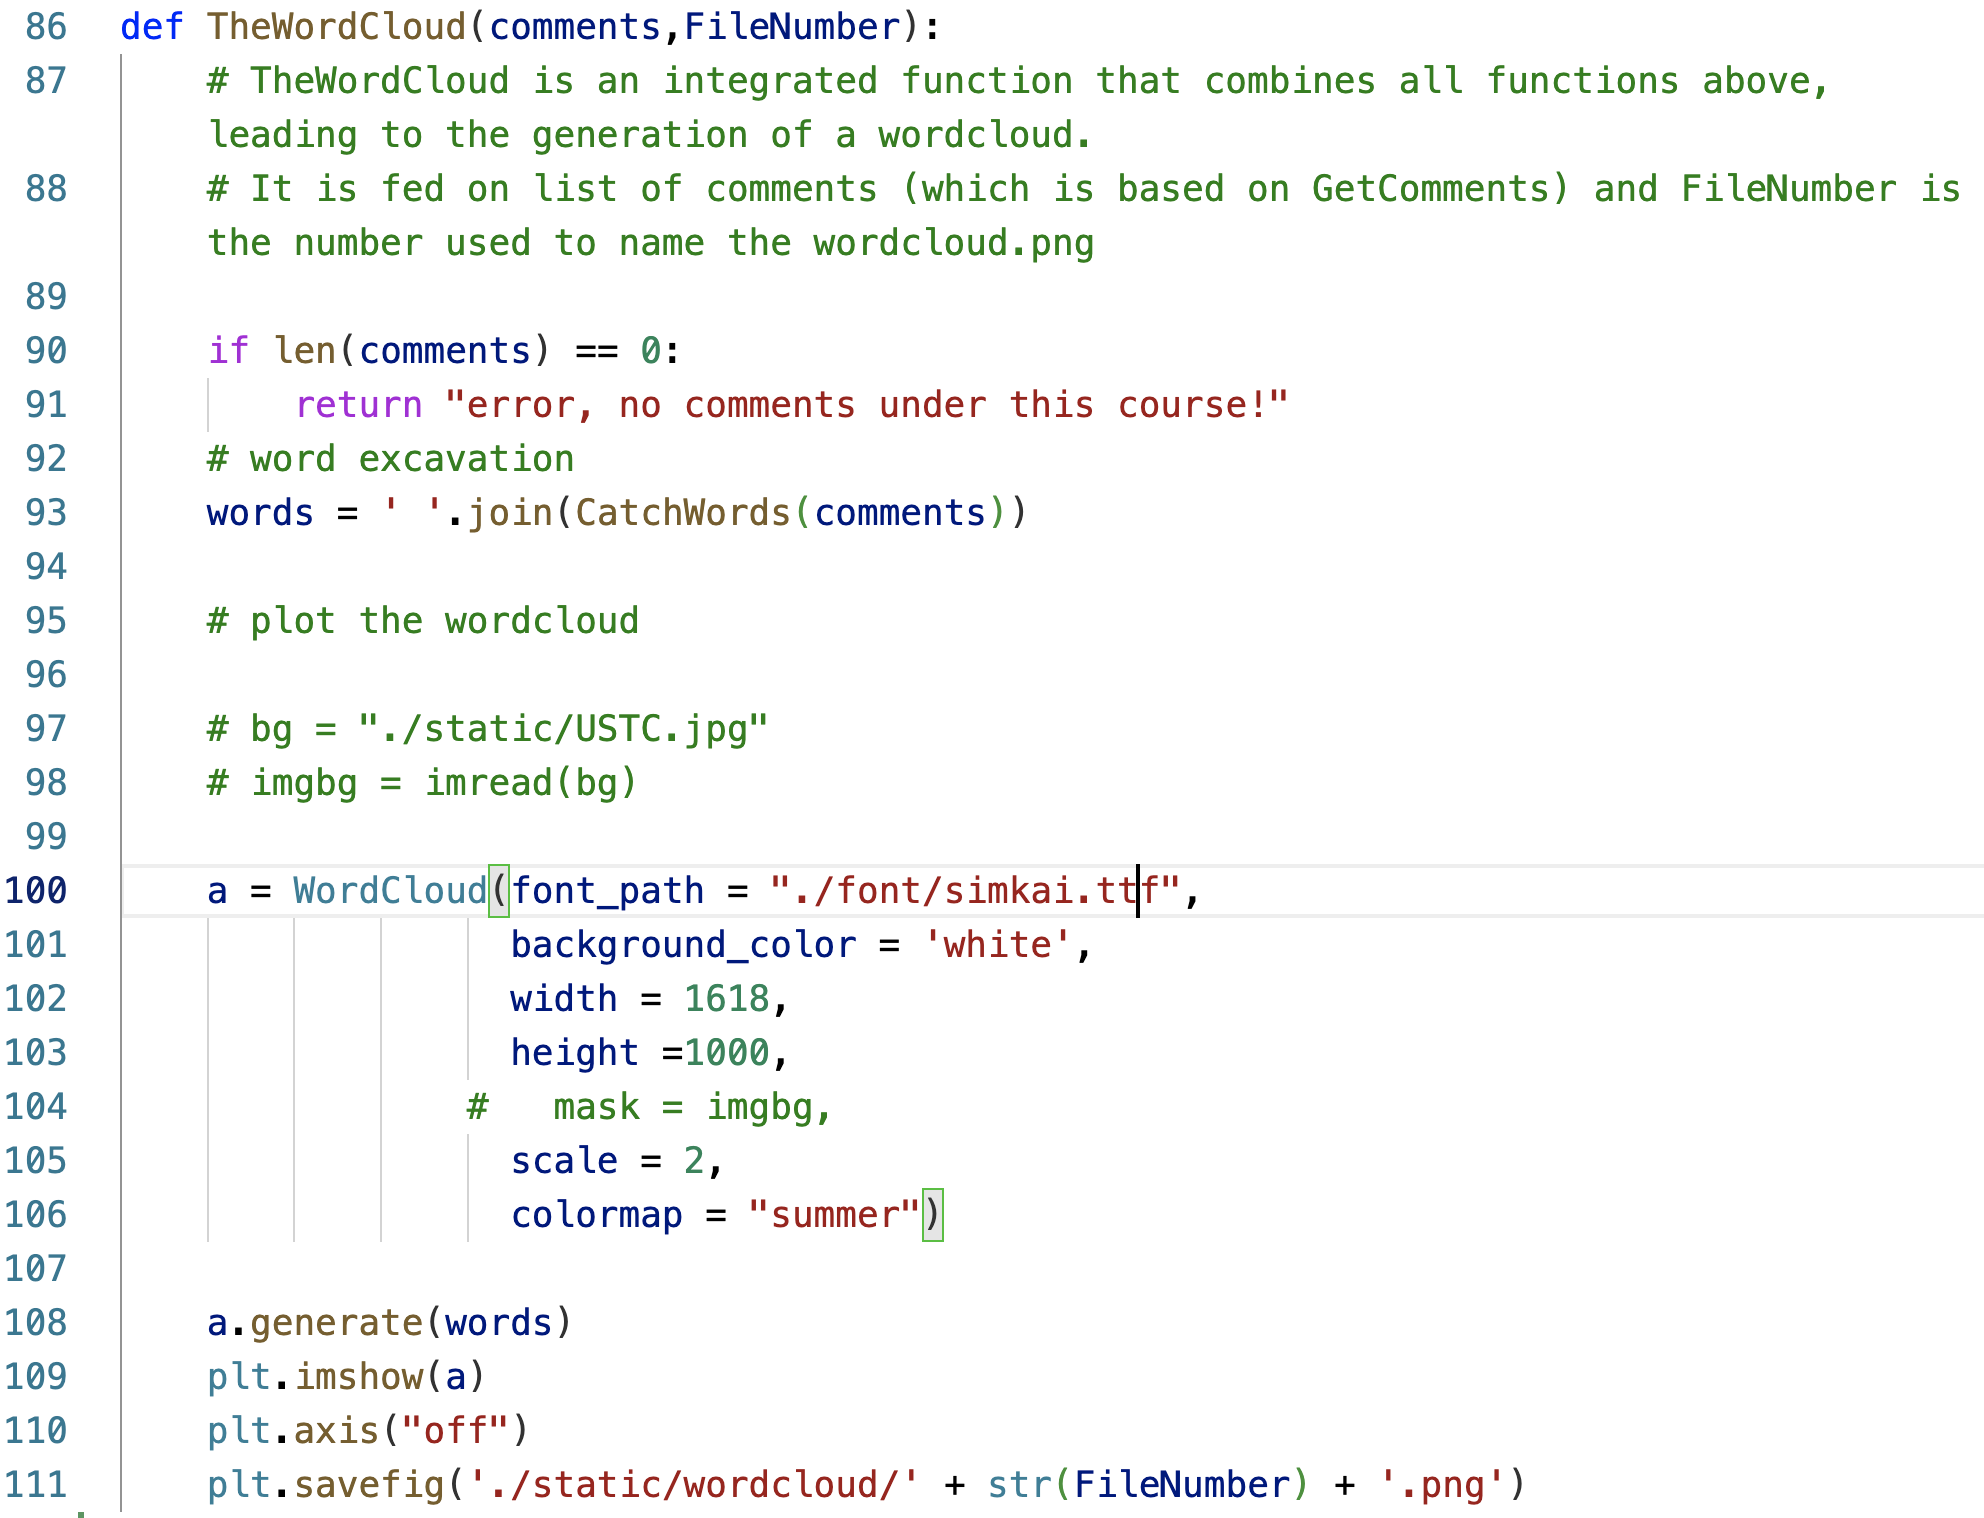 86 def TheWordCloud(comments,FileNumber):
87 # TheWordCloud is an integrated function that combines all functions above,
leading to the generation of a wordcloud.
88 # It is fed on list of comments (which is based on GetComments) and FileNumber is
the number used to name the wordcloud.png
89
90 if len(comments) == 0:
91 return "error, no comments under this course!"
92 # word excavation
93 words = ' '.join(CatchWords(comments))
94
95 # plot the wordcloud
96
97 # bg = "./static/USTC.jpg"
98 # imgbg = imread(bg)
99
100 a = WordCloud(font_path = "./font/simkai.ttf",
101 background_color = 'white',
102 width = 1618,
103 height =1000,
104 #   mask = imgbg,
105 scale = 2,
106 colormap = "summer")
107
108 a.generate(words)
109 plt.imshow(a)
110 plt.axis("off")
111 plt.savefig('./static/wordcloud/' + str(FileNumber) + '.png')